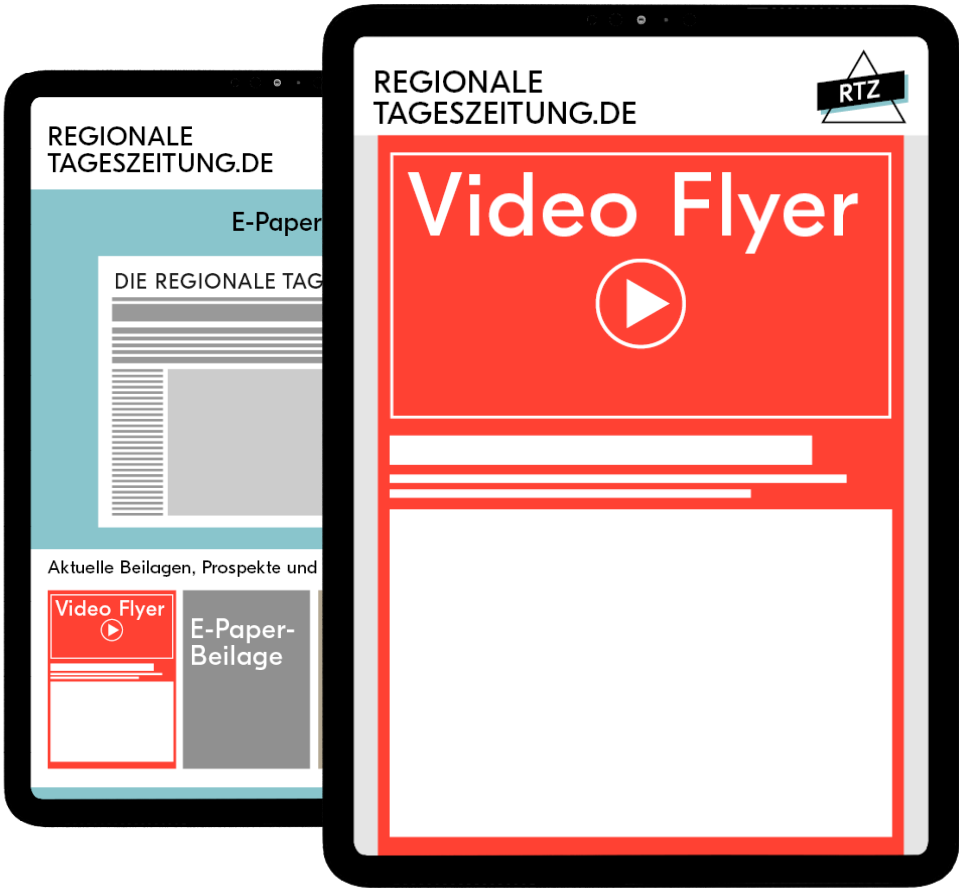 REGIONALE
TAGESZEITUNG.DE
E-Paper
DIE REGIONALE TAG
Aktuelle Beilagen, Prospekte und
Video Flyer
E-Paper-
Beilage
REGIONALE
TAGESZEITUNG.DE
RTZ
Video Flyer